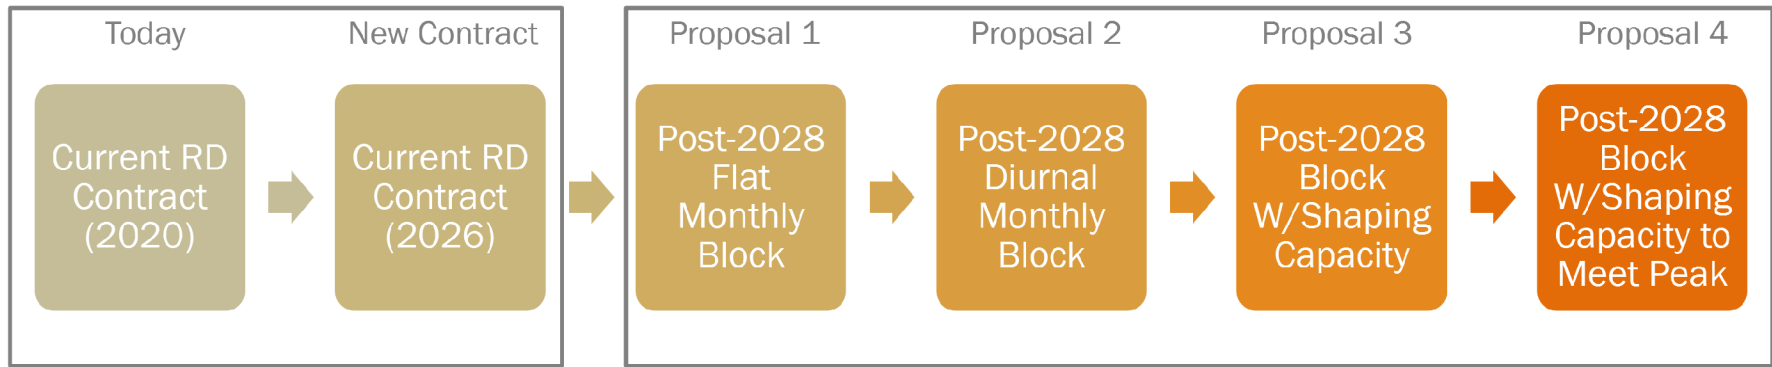 Today
New Contract
Proposal 1
Proposal 2
Proposal 3
Proposal 4
Current RD
Contract
(2020)
Current RD
Contract
(2026)
Post-2028
Flat
Monthly
Block
Post-2028
Diurnal
Monthly
Block
Post-2028
Block
W/Shaping
Capacity
Post-2028
Block
W/Shaping
Capacity to
Meet Peak